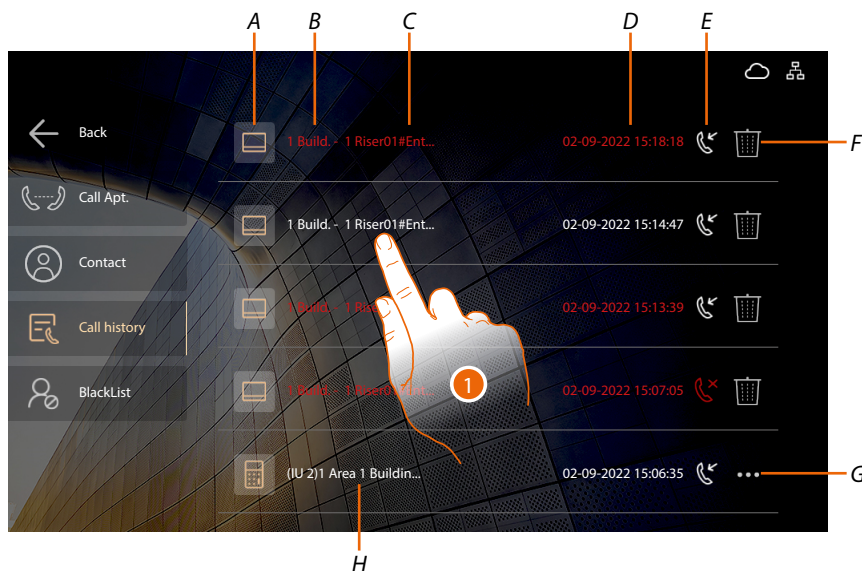 A B C D E
Back
1 Build. - 1 Riser01#Ent... 02-09-2022 15:18:18
F
Call Apt.
1 Build. - 1 Riser01#Ent... 02-09-2022 15:14:47
Contact
Call history
1 Build. - 1 02-09-2022 15:13:39
BlackList
1 Build. - 1 02-09-2022 15:07:05
1
(IU 2)1 Area 1 Buildin... 02-09-2022 15:06:35
G
H